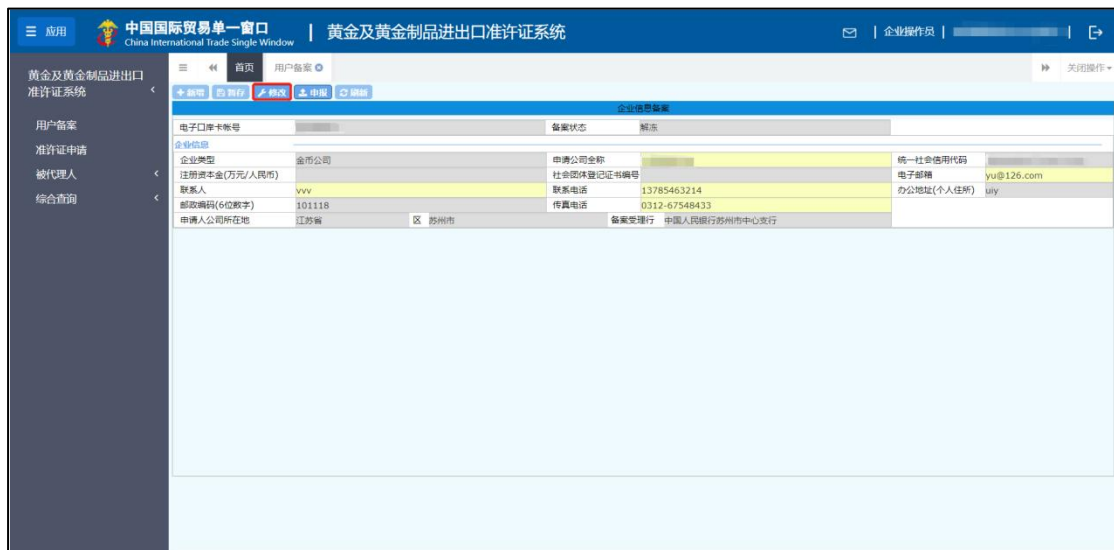 应用 中国国际贸易单一窗口 | 黄金及黄金制品进出口准许证系统 | 企业操作员 | |
China International Trade Single Window
黄金及黄金制品进出口
准许证系统
首页 用户备案 关闭操作
新增 暂存 修改 申报 刷新
企业信息备案
用户备案
准许证申请
被代理人
综合查询
电子口岸卡帐号 备案状态 解冻
企业信息
企业类型 金币公司 申请公司全称 统一社会信用代码
注册资本金(万元/人民币) 社会团体登记证书编号 电子邮箱 yu@126.com
联系人 vvv 联系电话 13785463214 办公地址(个人住所) uiy
邮政编码(6位数字) 101118 传真电话 0312-67548433
申请人公司所在地 江苏省 区 苏州市 备案受理行 中国人民银行苏州市中心支行